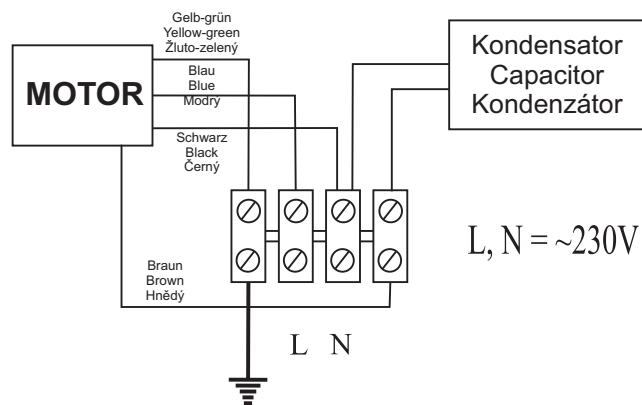 Gelb-grün
Yellow-green
Žluto-zelený
MOTOR
Blau
Blue
Modrý
Schwarz
Black
Černý
Kondensator
Capacitor
Kondenzátor
L, N = ~230V
Braun
Brown
Hnědý
L N